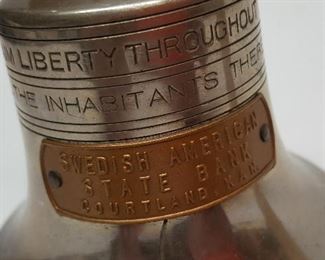 M LIBERTY THROUGHOUT
THE INHABITANTS THER
SWEDISH AMERICAN
STATE BANK
COURTLAND, KAN.